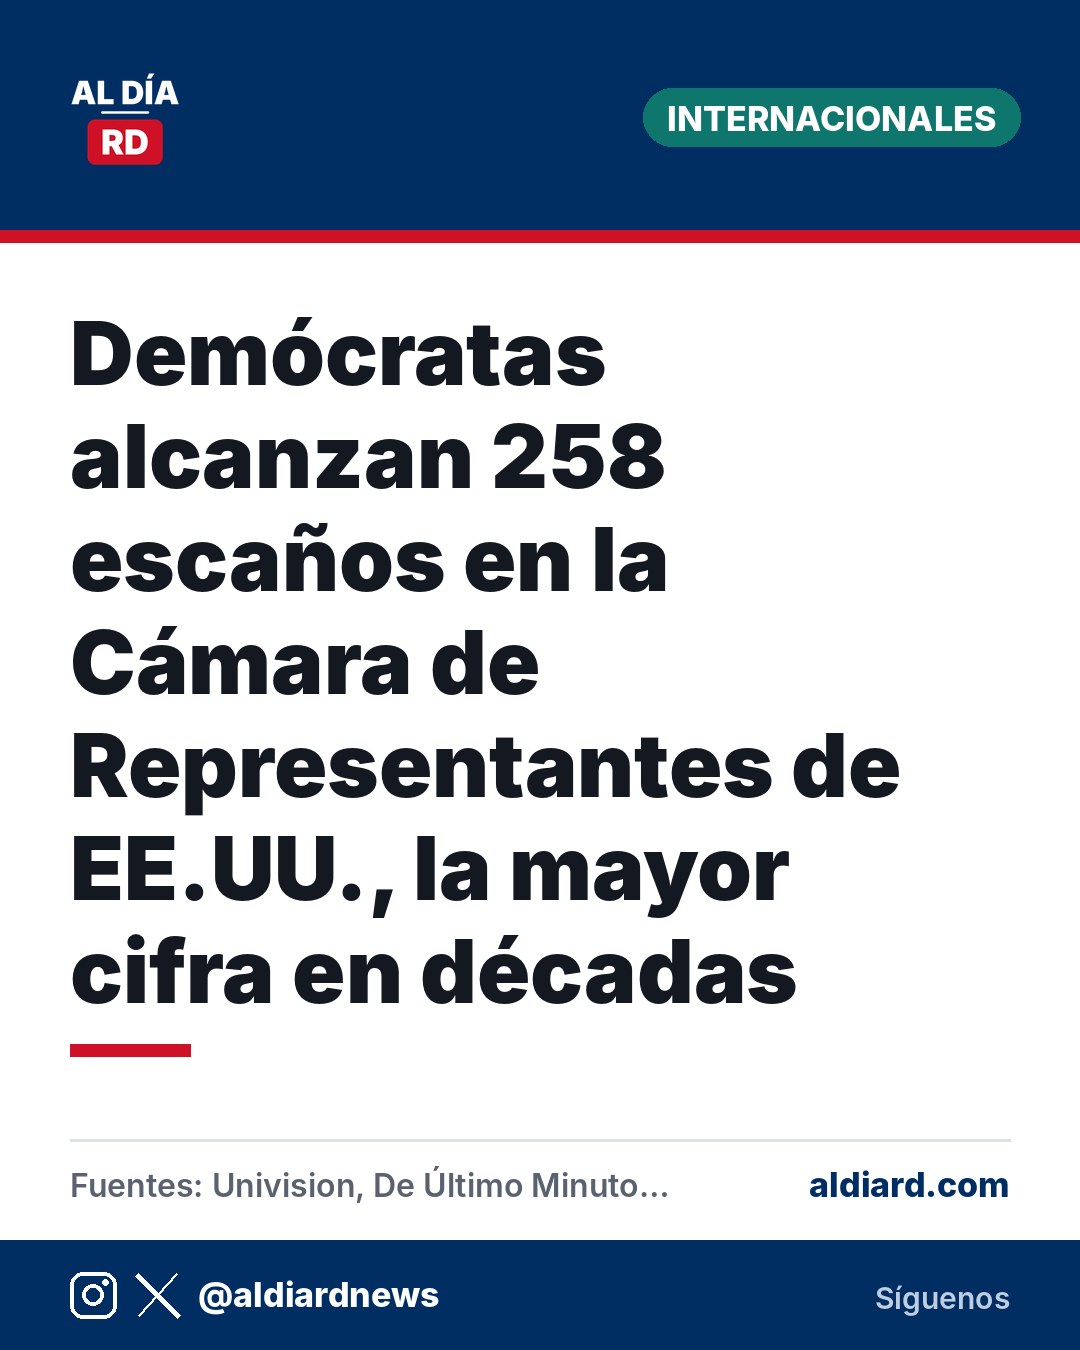 AL DÍA
RD
INTERNACIONALES
Demócratas
alcanzan 258
escaños en la
Cámara de
Representantes de
EE.UU., la mayor
cifra en décadas
Fuentes: Univision, De Último Minuto...
aldiard.com
@aldiardnews
Síguenos